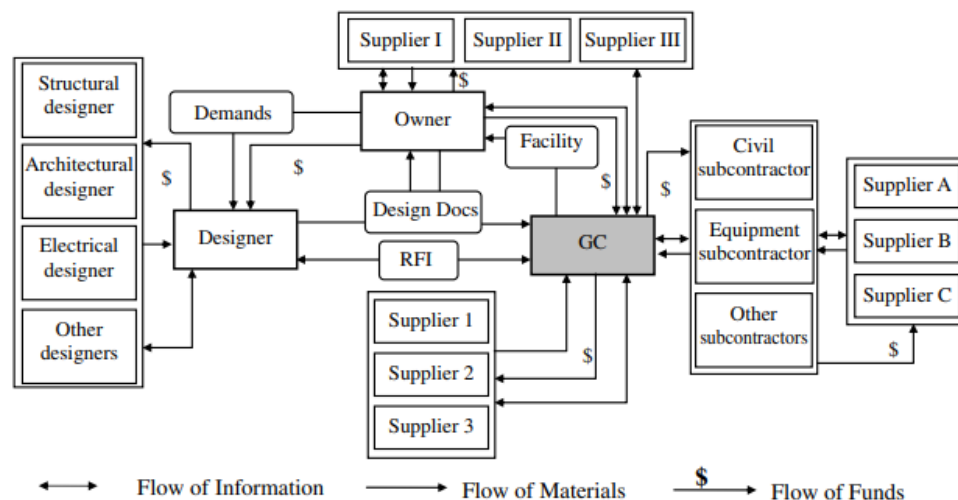 Supplier I
Supplier II
Supplier III
$
Structural
designer
Architectural
designer
Electrical
designer
Other
designers
$
Demands
Owner
$
Facility
$
Design Docs
Designer
RFI
GC
$
Civil
subcontractor
Equipment
subcontractor
Other
subcontractors
Supplier A
Supplier B
Supplier C
$
Supplier 1
Supplier 2
Supplier 3
$
Flow of Information
Flow of Materials
$
Flow of Funds